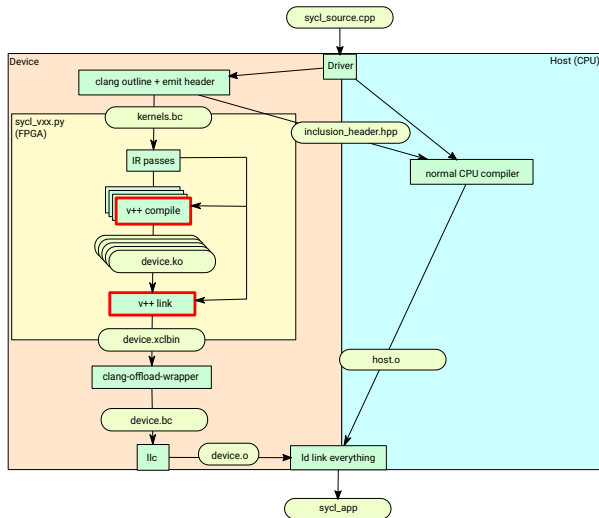 sycl_source.cpp
Device
Host (CPU)
Driver
clang outline + emit header
kernels.bc
sycl_vxx.py
(FPGA)
inclusion_header.hpp
IR passes
normal CPU compiler
v++ compile
device.ko
v++ link
device.xclbin
host.o
clang-offload-wrapper
device.bc
llc
device.o
ld link everything
sycl_app